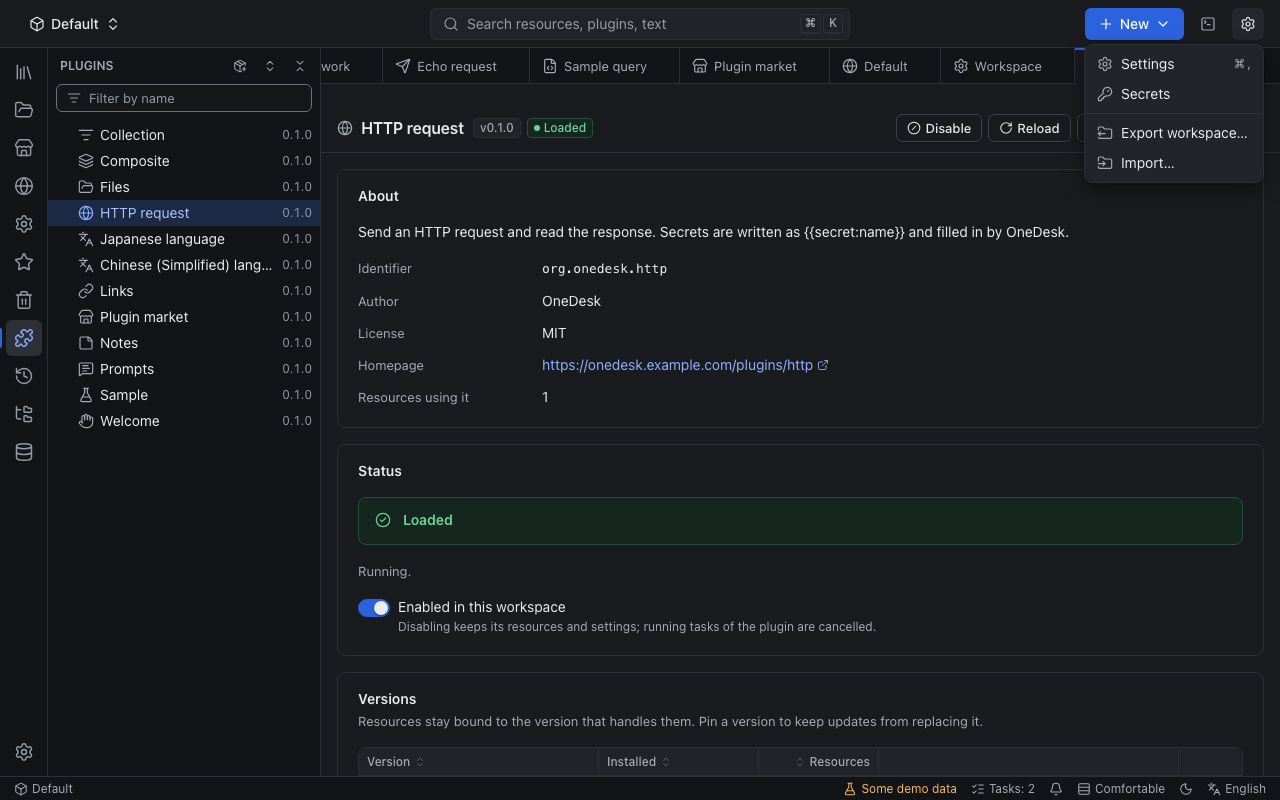 Default
Search resources, plugins, text
⌘ K
New
PLUGINS
work
Echo request
Sample query
Plugin market
Default
Workspace
Settings ⌘,
Secrets
Export workspace...
Import...
Filter by name
Collection 0.1.0
Composite 0.1.0
Files 0.1.0
HTTP request 0.1.0
Japanese language 0.1.0
Chinese (Simplified) lang... 0.1.0
Links 0.1.0
Plugin market 0.1.0
Notes 0.1.0
Prompts 0.1.0
Sample 0.1.0
Welcome 0.1.0
HTTP request v0.1.0 Loaded
Disable
Reload
About
Send an HTTP request and read the response. Secrets are written as {{secret:name}} and filled in by OneDesk.
Identifier org.onedesk.http
Author OneDesk
License MIT
Homepage https://onedesk.example.com/plugins/http
Resources using it 1
Status
Loaded
Running.
Enabled in this workspace
Disabling keeps its resources and settings; running tasks of the plugin are cancelled.
Versions
Resources stay bound to the version that handles them. Pin a version to keep updates from replacing it.
Version Installed Resources
Default
Some demo data
Tasks: 2
Comfortable
English